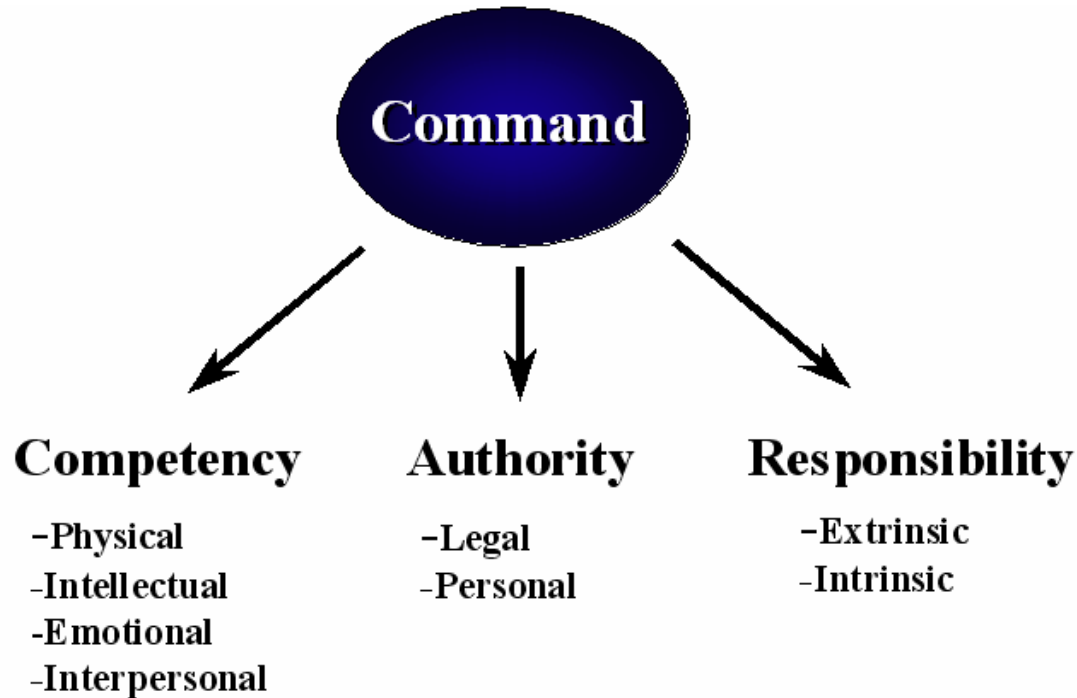 Command
Competency
-Physical
-Intellectual
-Emotional
-Interpersonal
Authority
-Legal
-Personal
Responsibility
-Extrinsic
-Intrinsic